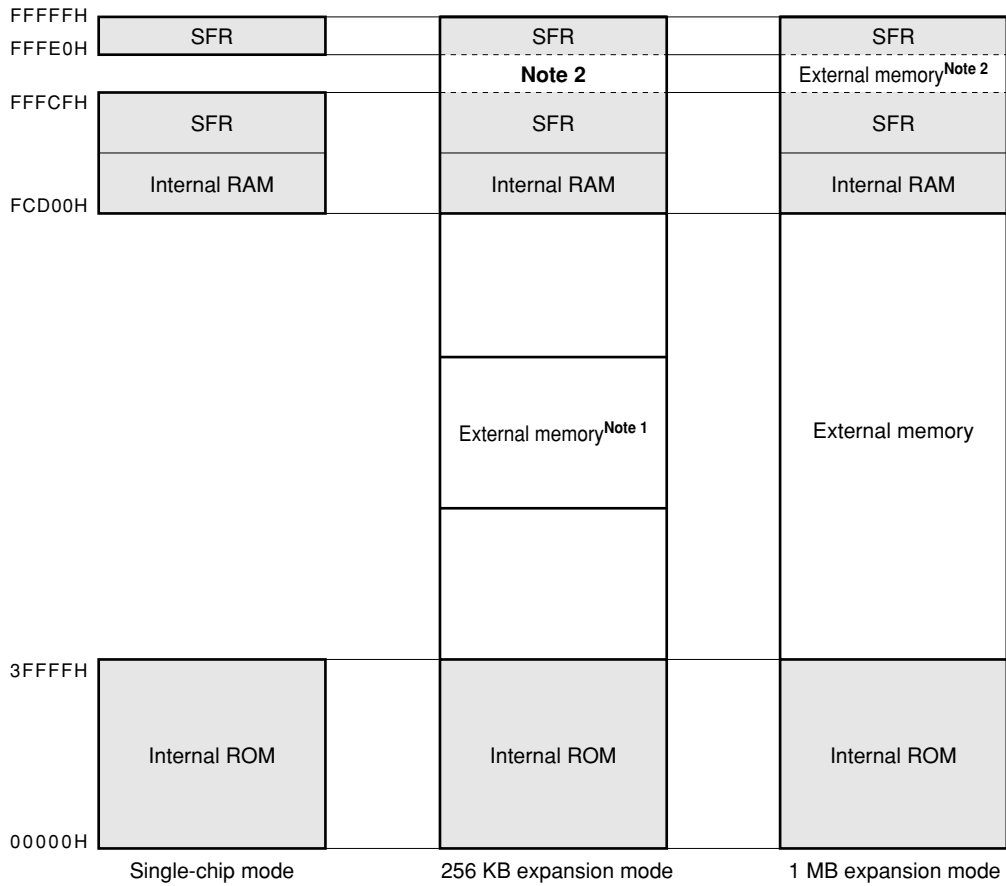 FFFFFH
SFR
SFR
SFR
FFFE0H
Note 2
External memoryNote 2
FFFCFH
SFR
SFR
SFR
Internal RAM
Internal RAM
Internal RAM
FCD00H
External memoryNote 1
External memory
3FFFFH
Internal ROM
Internal ROM
Internal ROM
00000H
Single-chip mode
256 KB expansion mode
1 MB expansion mode